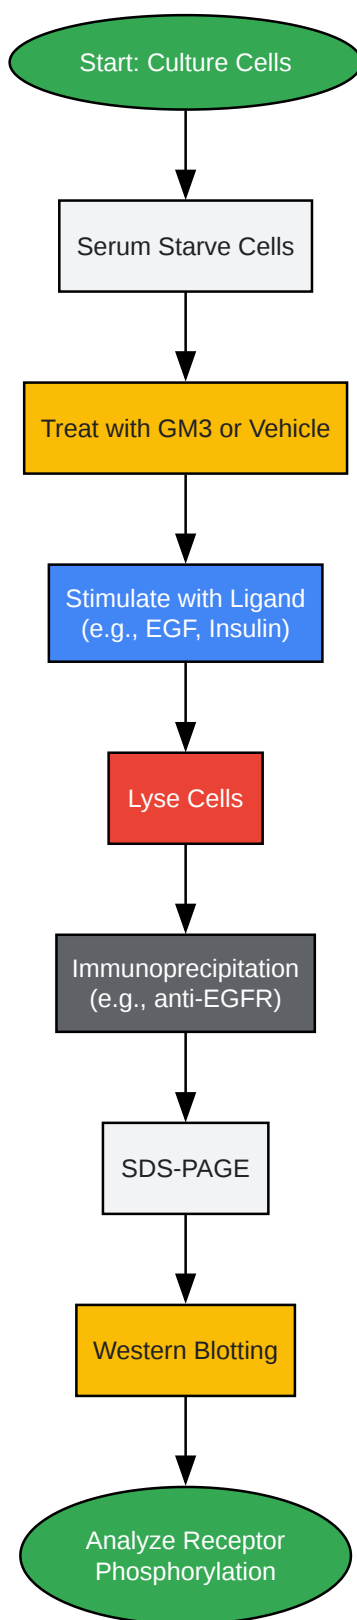 Start: Culture Cells
Serum Starve Cells
Treat with GM3 or Vehicle
Stimulate with Ligand
(e.g., EGF, Insulin)
Lyse Cells
Immunoprecipitation
(e.g., anti-EGFR)
SDS-PAGE
Western Blotting
Analyze Receptor
Phosphorylation